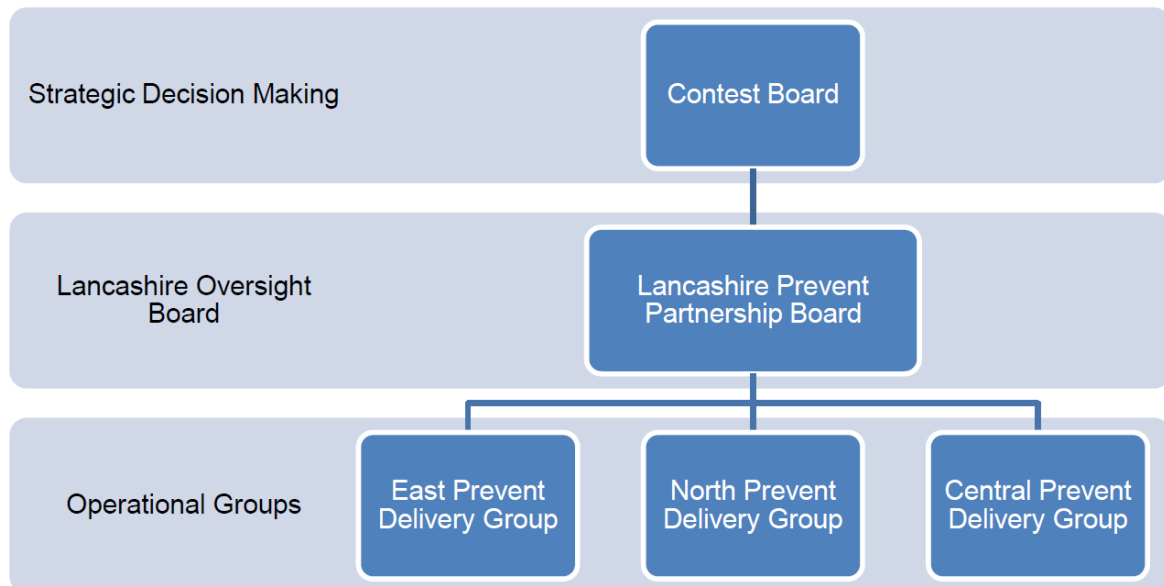 Strategic Decision Making
Contest Board
Lancashire Oversight
Board
Lancashire Prevent
Partnership Board
Operational Groups
East Prevent
Delivery Group
North Prevent
Delivery Group
Central Prevent
Delivery Group